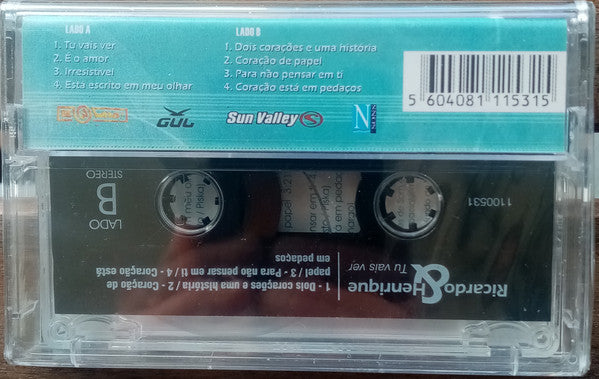 LADO A
1. Tu vais ver
2. É o amor
3. Irresistível
4. Está escrito em meu olhar
LADO B
1. Dois corações e uma história
2. Coração de papel
3. Para não pensar em ti
4. Coração está em pedaços
GUL
Sun Valley S
N
5 604081 115315
Ricardo & Henrique
Tu vais ver
1 - Dois corações e uma história / 2 - Coração de
papel / 3 - Para não pensar em ti / 4 - Coração está
em pedaços
LADO
B
STEREO
1100531